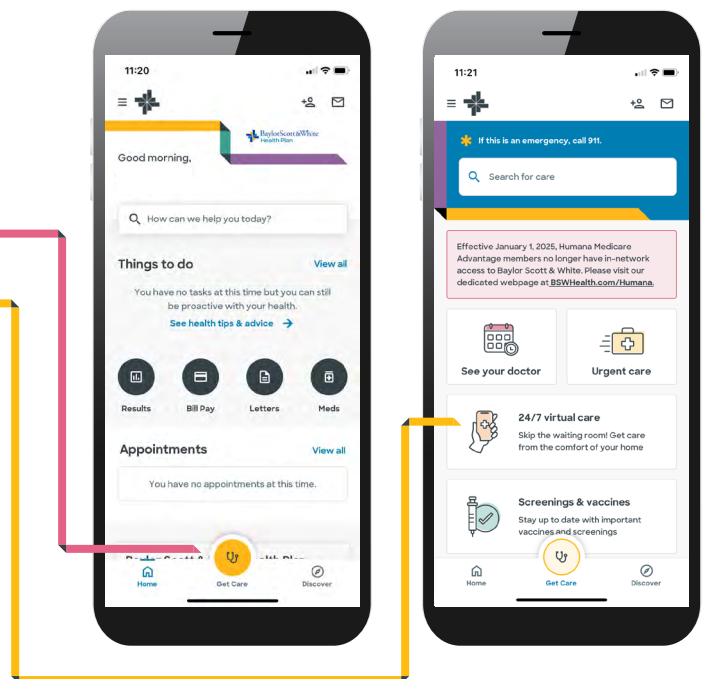 11:20
BaylorScott&White
Health Plan
Good morning,
How can we help you today?
Things to do
View all
You have no tasks at this time but you can still
be proactive with your health.
See health tips & advice
Results
Bill Pay
Letters
Meds
Appointments
View all
You have no appointments at this time.
Home
Get Care
Discover
11:21
If this is an emergency, call 911.
Search for care
Effective January 1, 2025, Humana Medicare
Advantage members no longer have in-network
access to Baylor Scott & White. Please visit our
dedicated webpage at BSWHealth.com/Humana.
See your doctor
Urgent care
24/7 virtual care
Skip the waiting room! Get care
from the comfort of your home
Screenings & vaccines
Stay up to date with important
vaccines and screenings
Home
Get Care
Discover